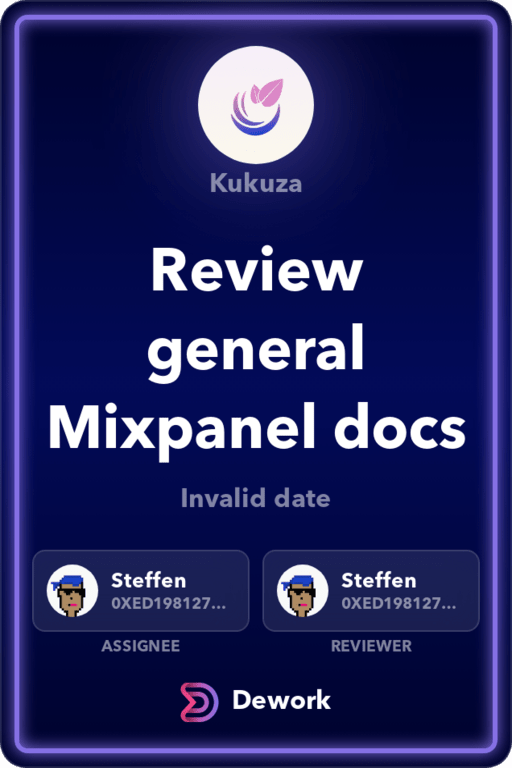 Kukuza
Review
general
Mixpanel docs
Invalid date
Steffen
0XED198127...
ASSIGNEE
Steffen
0XED198127...
REVIEWER
Dework